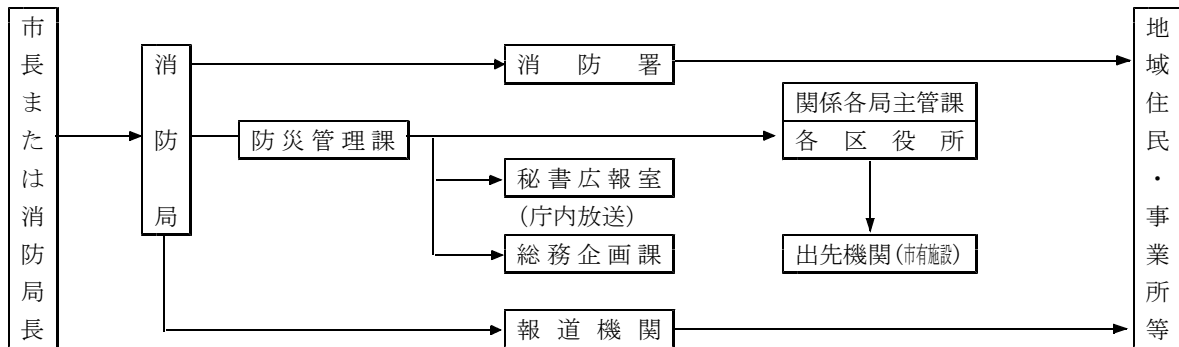 市長または消防局長
消防局
消防署
防災管理課
関係各局主管課
各区役所
秘書広報室
(庁内放送)
総務企画課
出先機関(市有施設)
報道機関
地域住民・事業所等